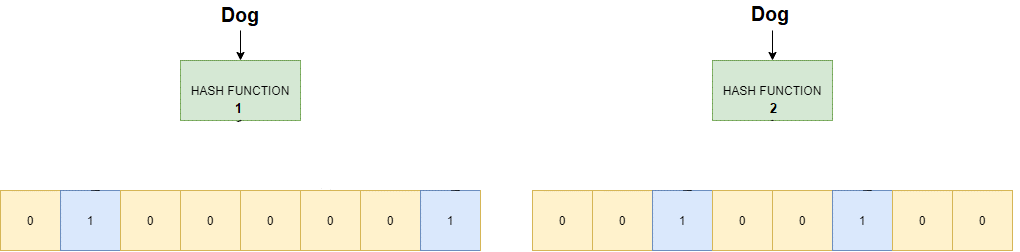 Dog Dog
HASH FUNCTION HASH FUNCTION
1 2
0 1 0 0 0 0 0 1 0 0 1 0 0 1 0 0